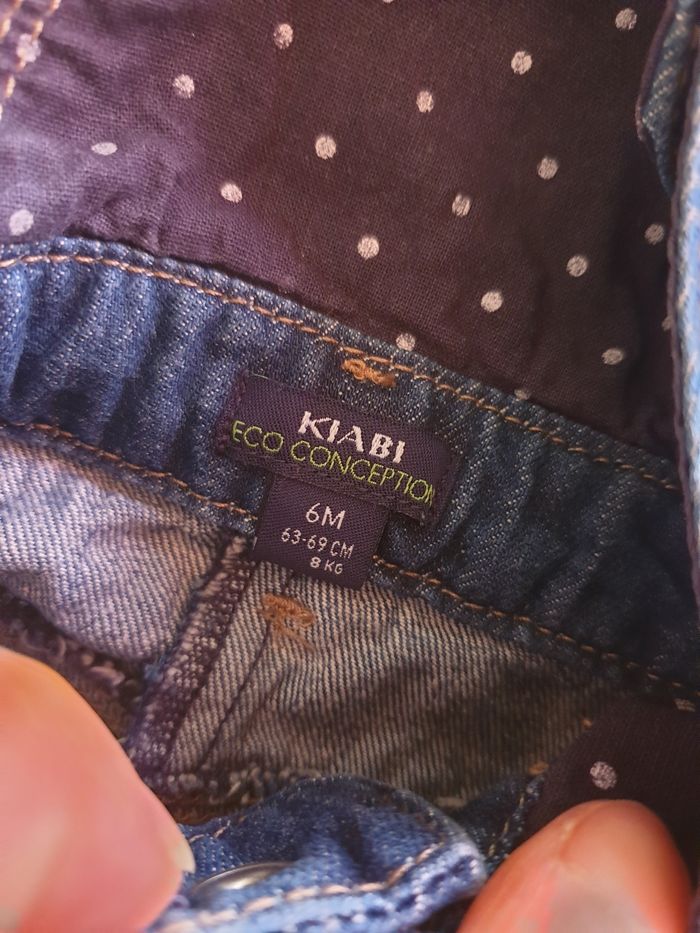 KIABI
ECO CONCEPTION
6M
63-69 CM
8 KG